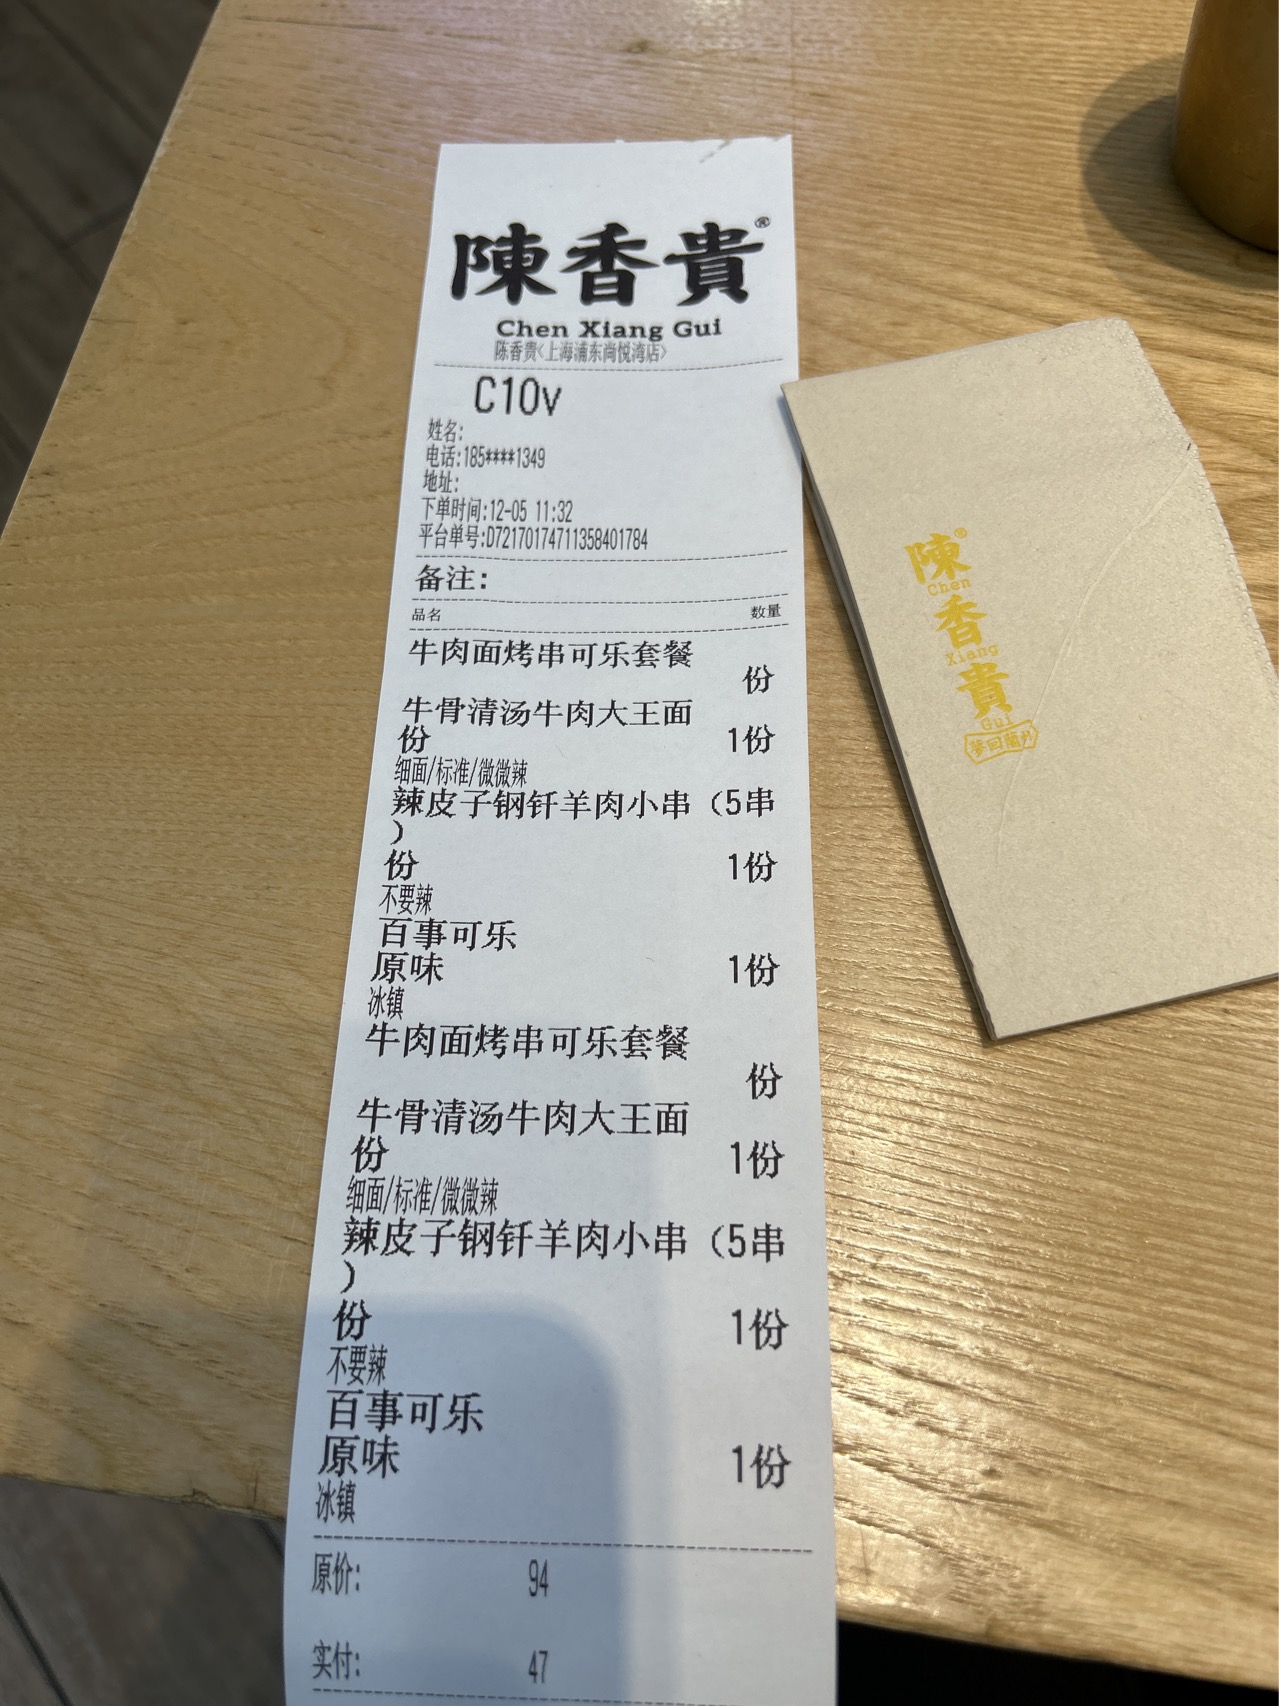 陳香貴®
Chen Xiang Gui
陈香贵<上海浦东尚悦湾店>
C10v
姓名:
电话:185****1349
地址:
下单时间:12-05 11:32
平台单号:D721701747113584017​84
备注:
品名 数量
牛肉面烤串可乐套餐
份
牛骨清汤牛肉大王面
份 1份
细面/标准/微微辣
辣皮子钢钎羊肉小串（5串
）
份 1份
不要辣
百事可乐
原味 1份
冰镇
牛肉面烤串可乐套餐
份
牛骨清汤牛肉大王面
份 1份
细面/标准/微微辣
辣皮子钢钎羊肉小串（5串
）
份 1份
不要辣
百事可乐
原味 1份
冰镇
原价: 94
实付: 47
陳®
Chen
香
Xiang
貴
Gui